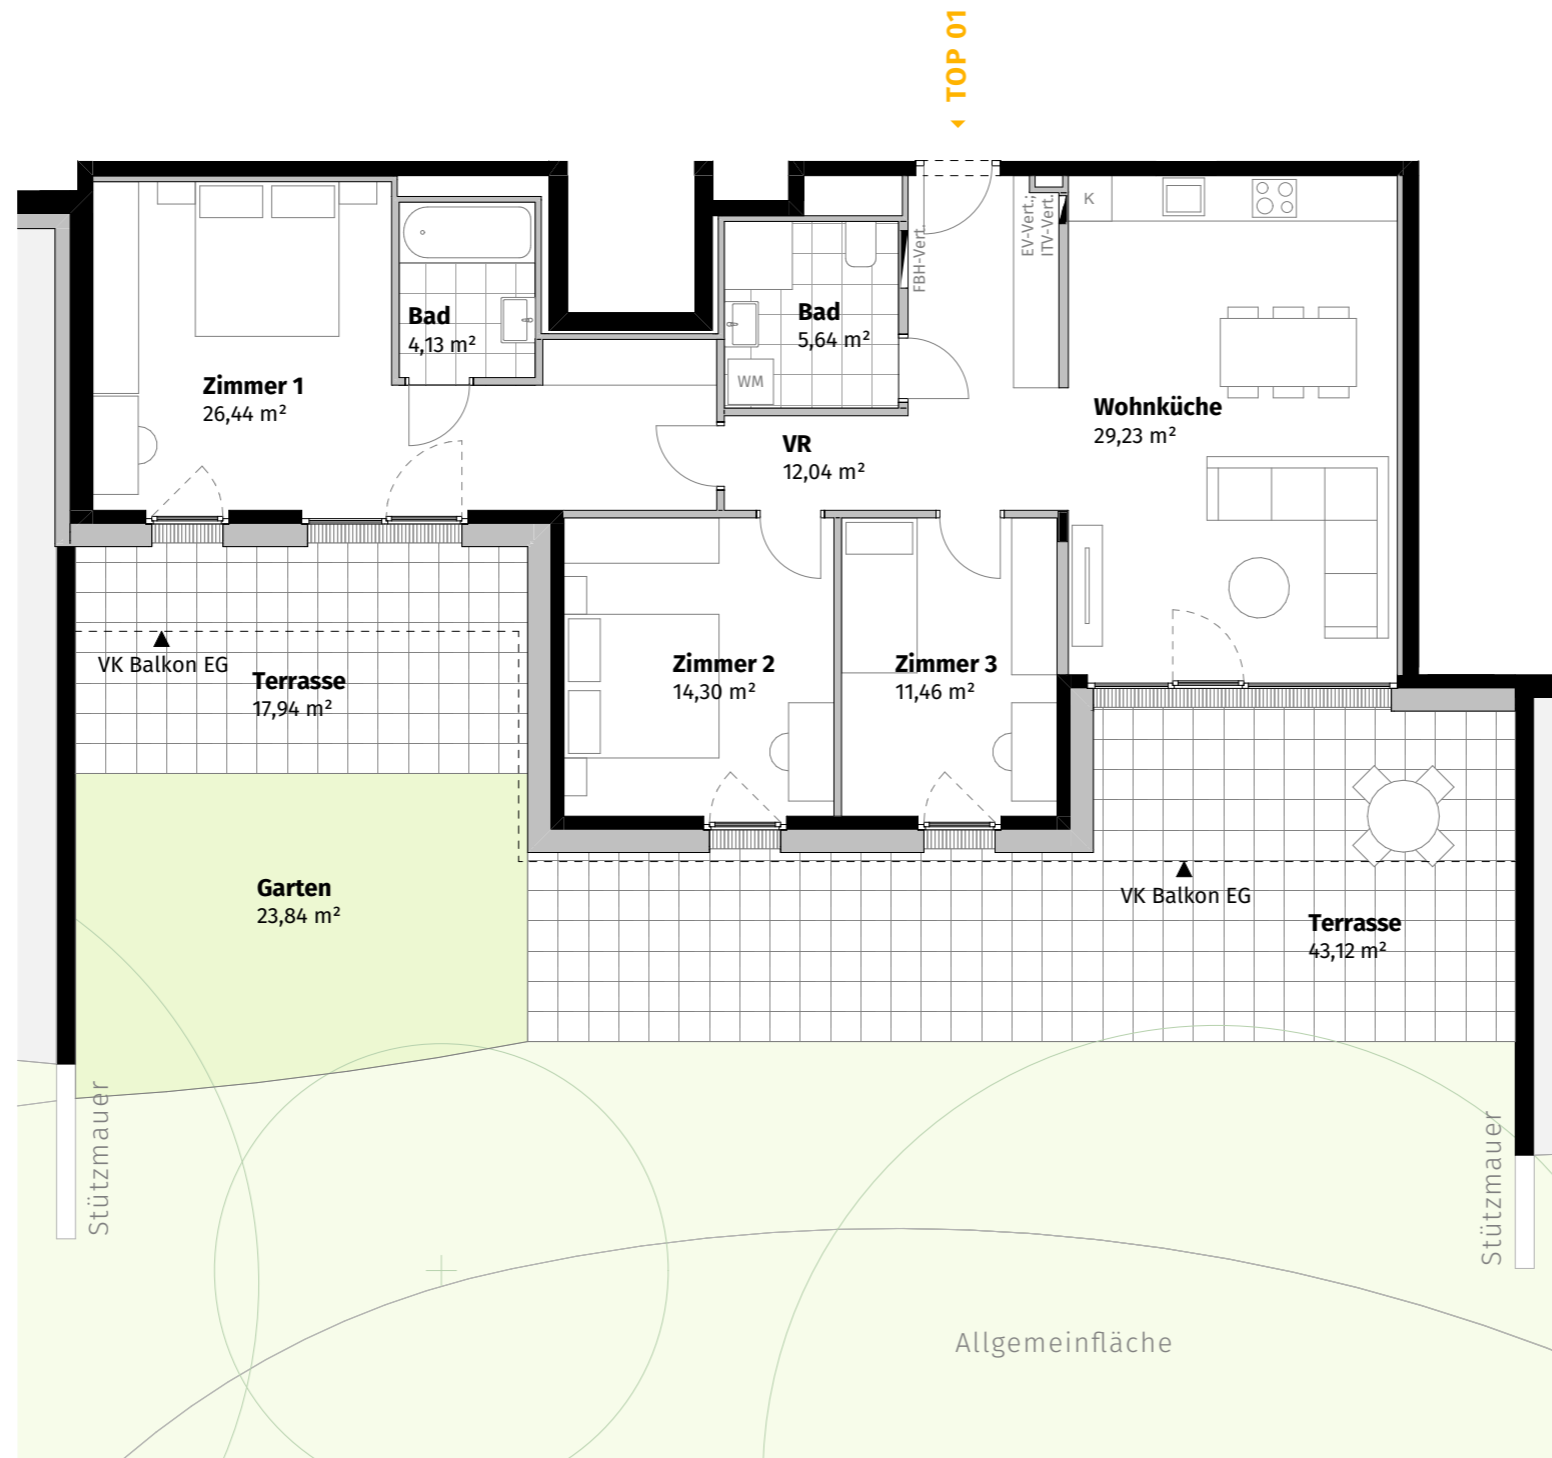 TOP 01
EV-Vert.;
ITV-Vert.
K
FBH-Vert.
Bad
4,13 m²
Bad
5,64 m²
WM
Zimmer 1
26,44 m²
Wohnküche
29,23 m²
VR
12,04 m²
VK Balkon EG
Terrasse
17,94 m²
Zimmer 2
14,30 m²
Zimmer 3
11,46 m²
Garten
23,84 m²
VK Balkon EG
Terrasse
43,12 m²
Stützmauer
Stützmauer
Allgemeinfläche